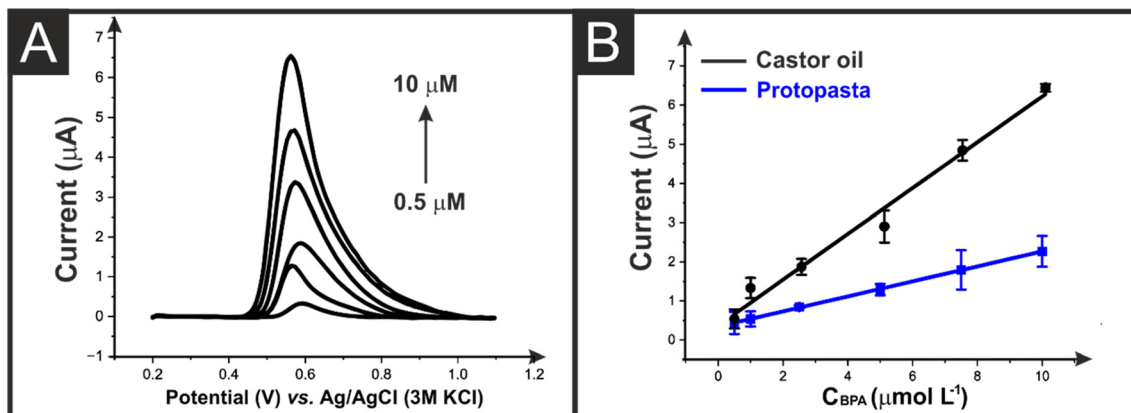 A
Current (μA)
7
6
5
4
3
2
1
0
−1
10 μM
0.5 μM
0.2 0.4 0.6 0.8 1.0 1.2
Potential (V) vs. Ag/AgCl (3M KCl)
B
Current (μA)
Castor oil
Protopasta
7
6
5
4
3
2
1
0
0 2 4 6 8 10
CBPA (μmol L-1)